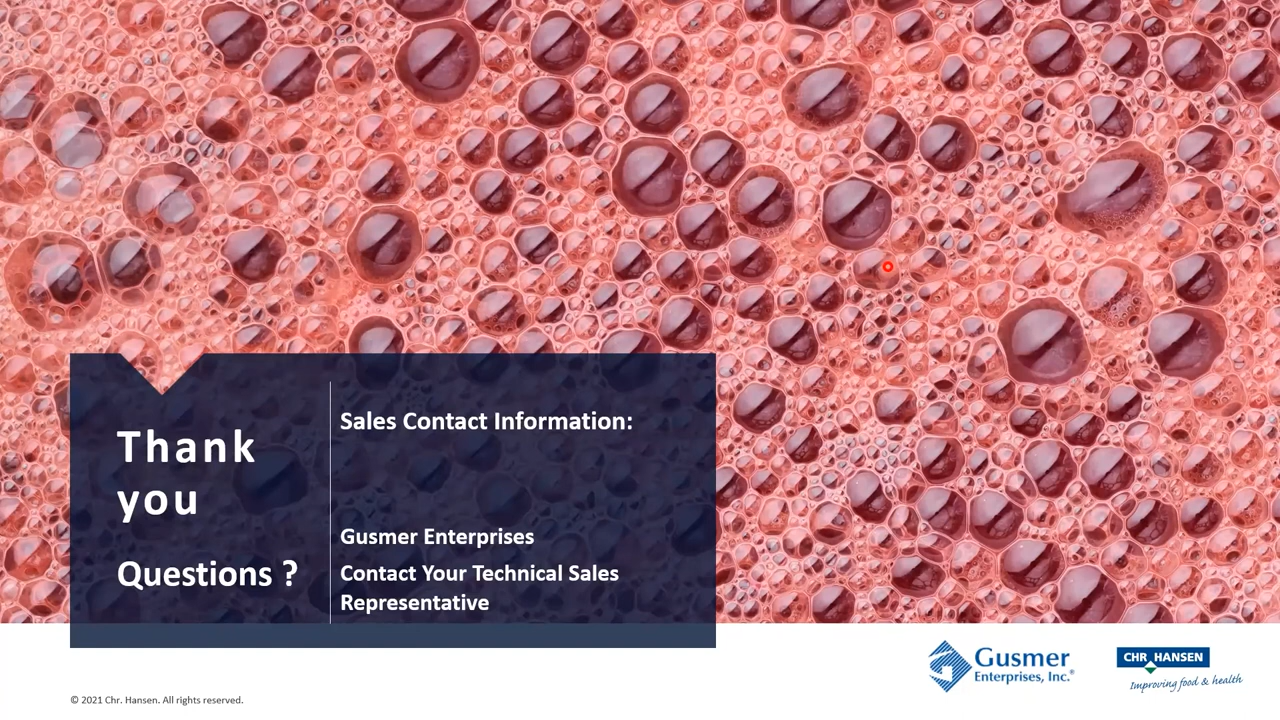 Thank
you
Questions ?
Sales Contact Information:
Gusmer Enterprises
Contact Your Technical Sales
Representative
Gusmer
Enterprises, Inc.®
CHR HANSEN
Improving food & health
© 2021 Chr. Hansen. All rights reserved.